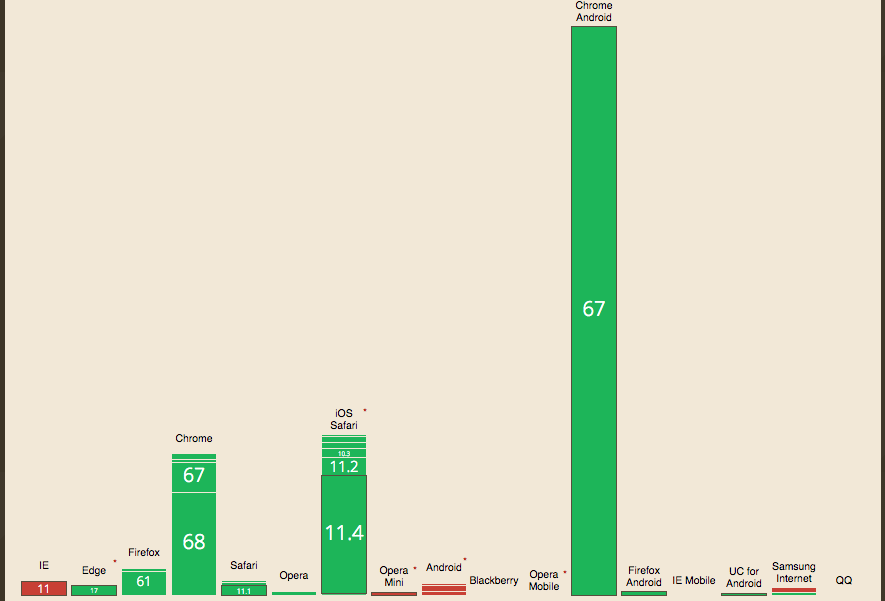 Chrome
Android
67
iOS *
Safari
10.3
11.2
11.4
Chrome
67
68
Firefox
61
IE
11
Edge *
17
Safari
11.1
Opera
Opera *
Mini
Android *
Blackberry
Opera *
Mobile
Firefox
Android
IE Mobile
UC for
Android
Samsung
Internet
QQ